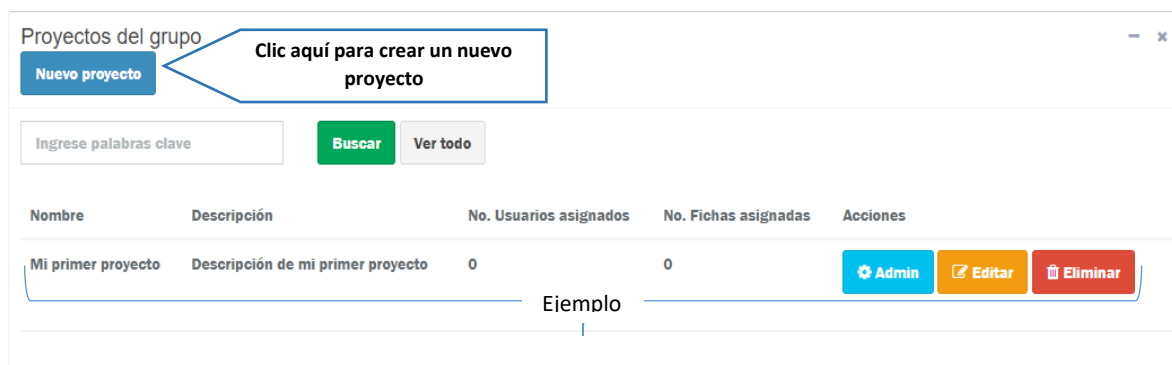 Proyectos del grupo
Clic aquí para crear un nuevo
proyecto
Nuevo proyecto
Ingrese palabras clave
Buscar
Ver todo
Nombre Descripción No. Usuarios asignados No. Fichas asignadas Acciones
Mi primer proyecto Descripción de mi primer proyecto 0 0 Admin Editar Eliminar
Ejemplo